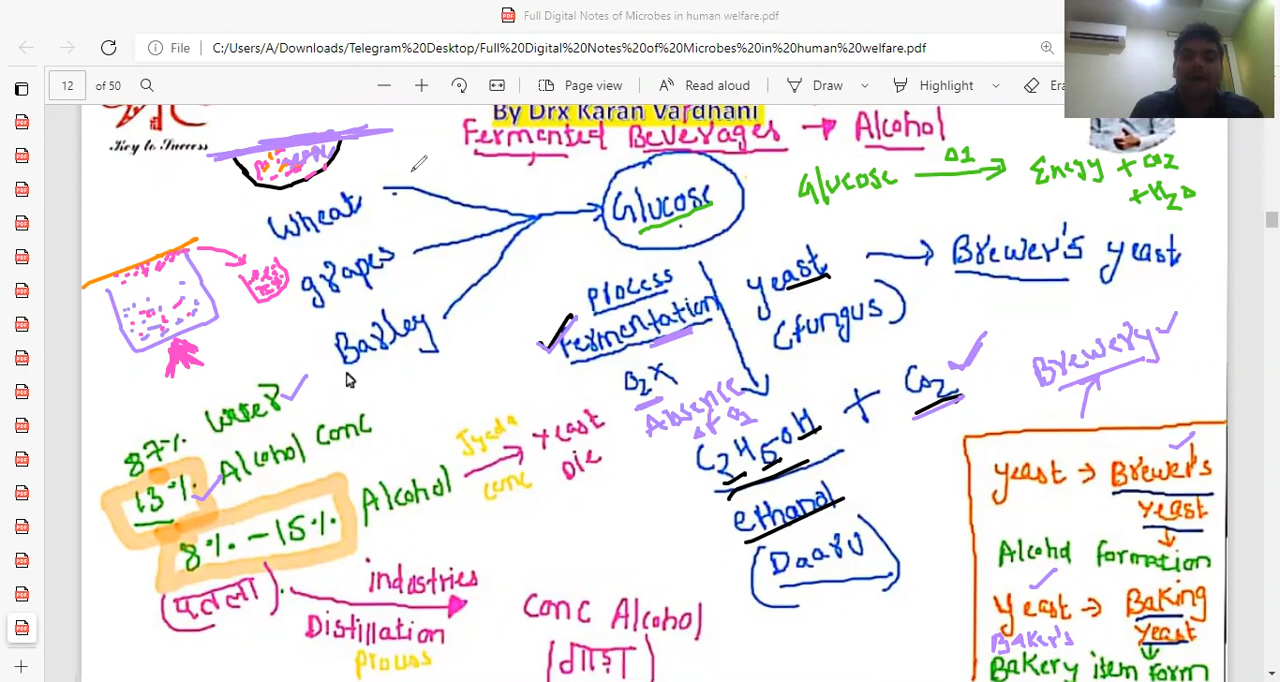 Full Digital Notes of Microbes in human welfare.pdf
File C:/Users/A/Downloads/Telegram%20Desktop/Full%20Digital%20Notes%20of%20Microbes%20in%20human%20welfare.pdf
12 of 50 Page view Read aloud Draw Highlight Era
By Drx Karan Vardhani
Key to Success
Fermented Beverages → Alcohol
Glucose Δ1 → Energy + CO2
+ H2O
Wheat
grapes
Barley
Glucose
Process
Fermentation
O2 X
Absence
of O2
yeast → Brewer's yeast
(fungus)
Brewery
C2H5OH + CO2
ethanol
(Daaru)
87% Water
13% Alcohol Conc
8% - 15% Alcohol
Jyada
conc
→ Yeast
Die
(पतला)
industries
Distillation
process
Conc Alcohol
(गाड़ा)
yeast → Brewer's
yeast
Alcohol formation
yeast → Baking
Baker's yeast
Bakery item form